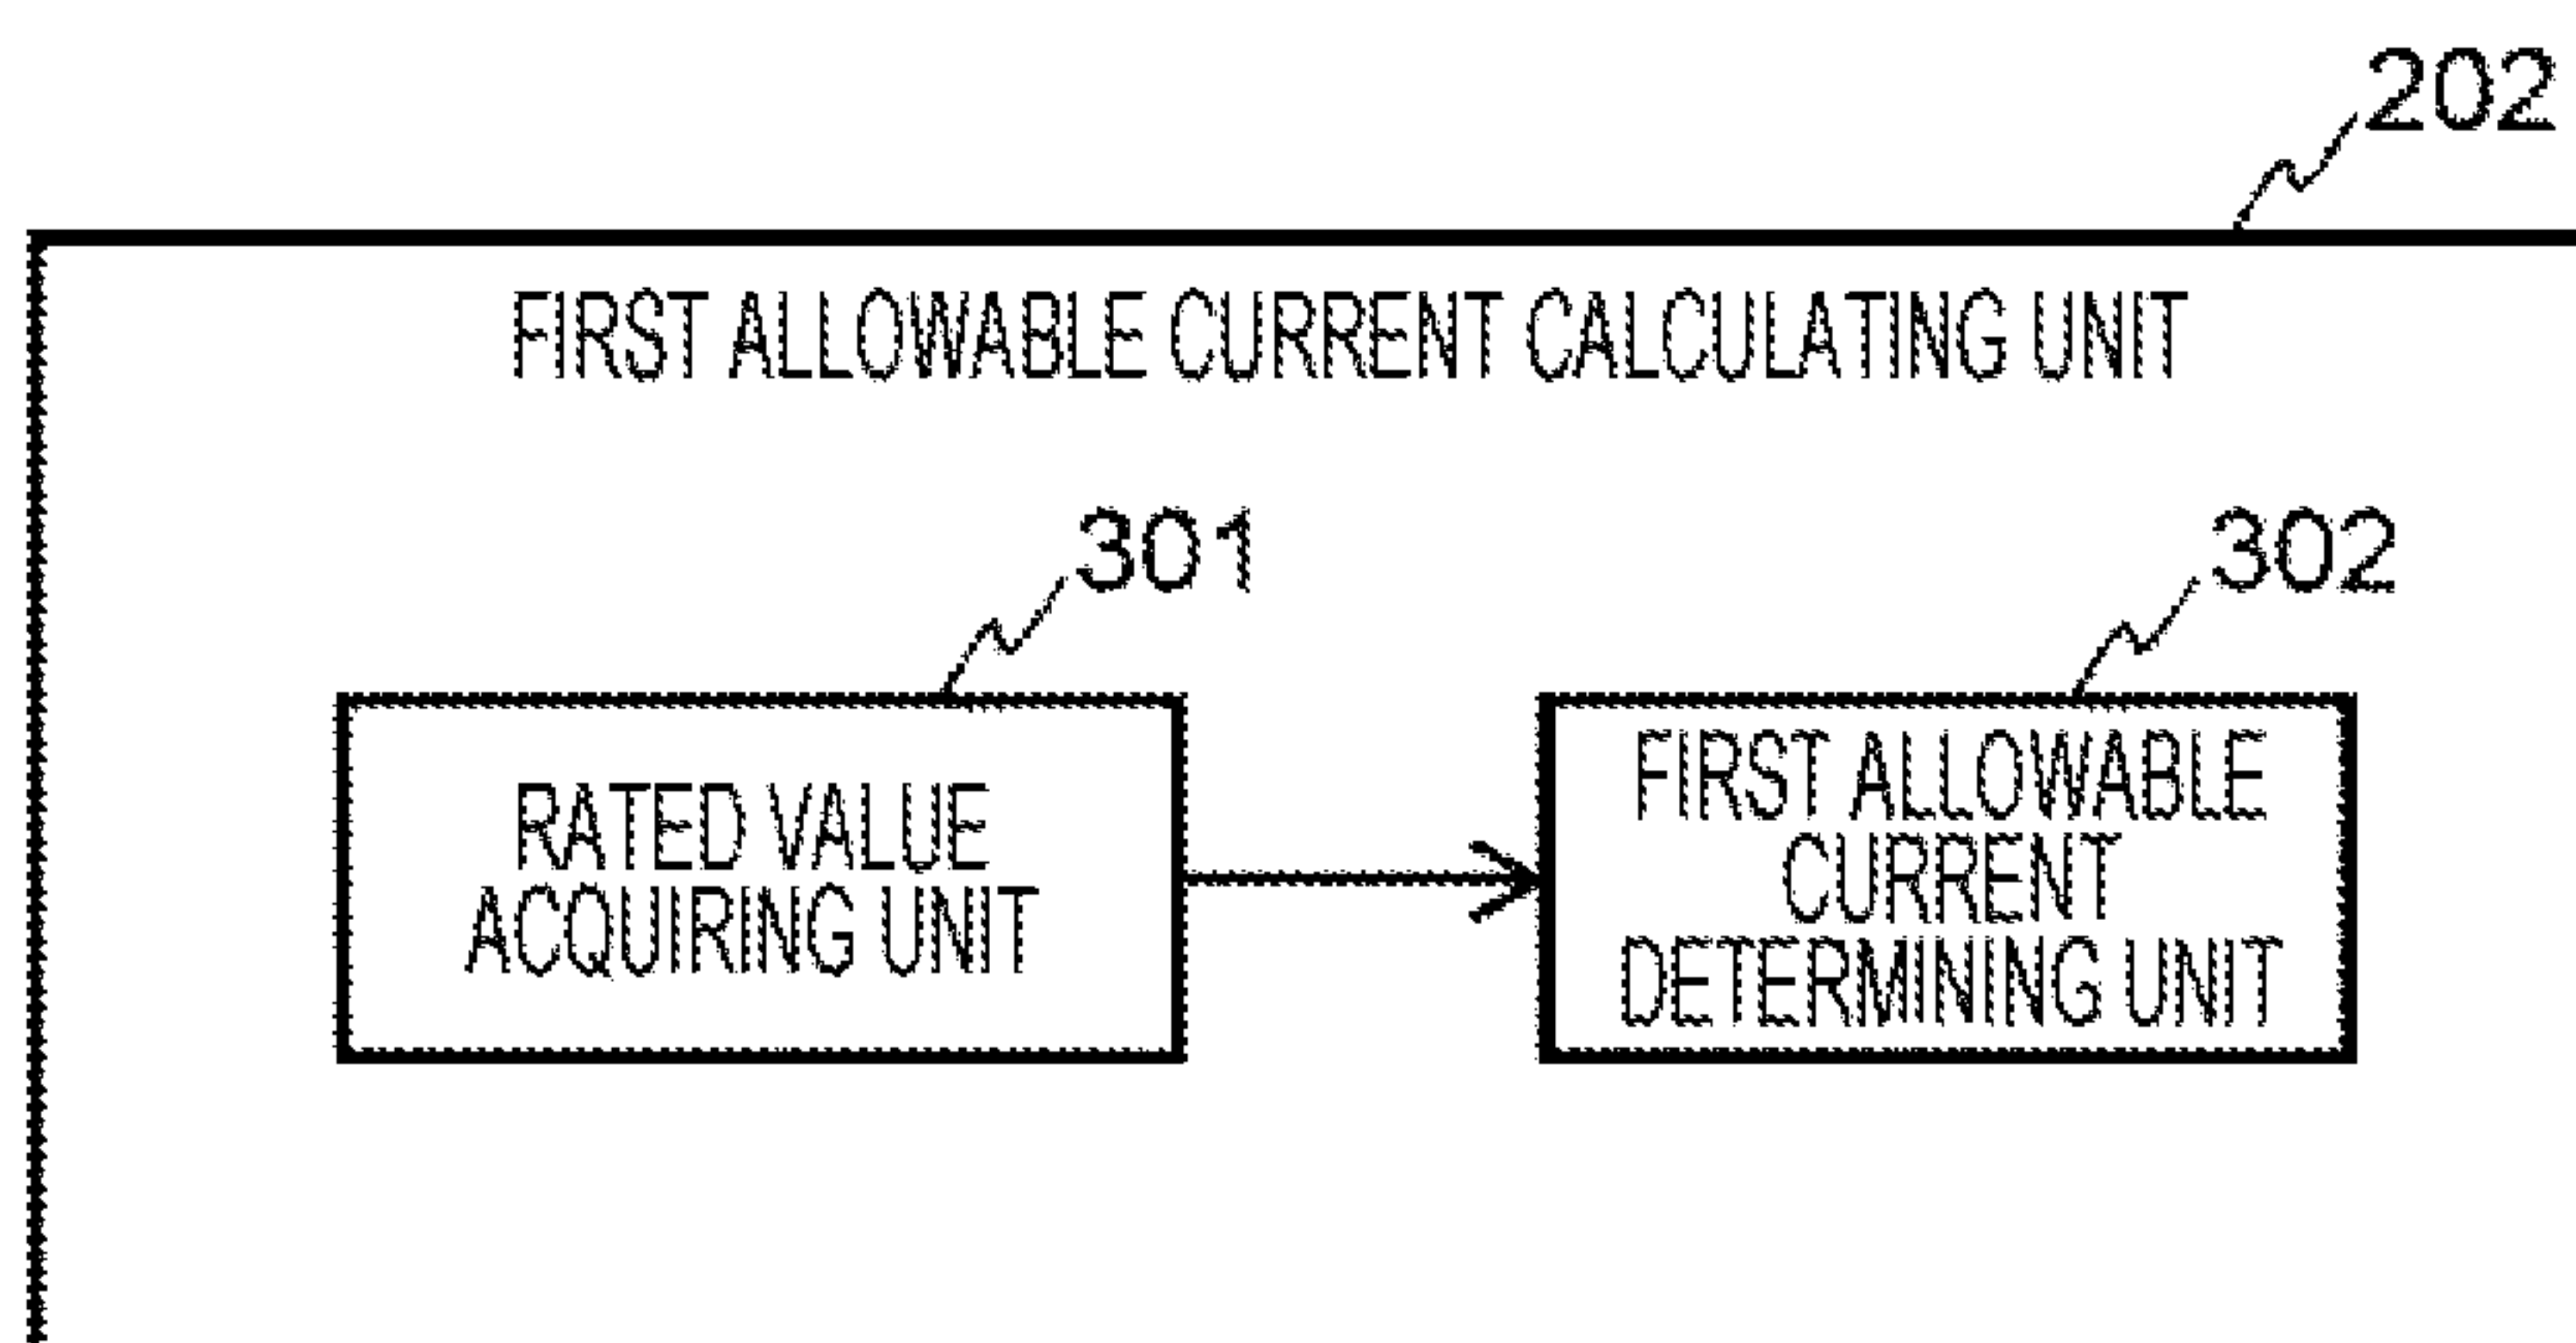 202
FIRST ALLOWABLE CURRENT CALCULATING UNIT
301
302
RATED VALUE
ACQUIRING UNIT
FIRST ALLOWABLE
CURRENT
DETERMINING UNIT